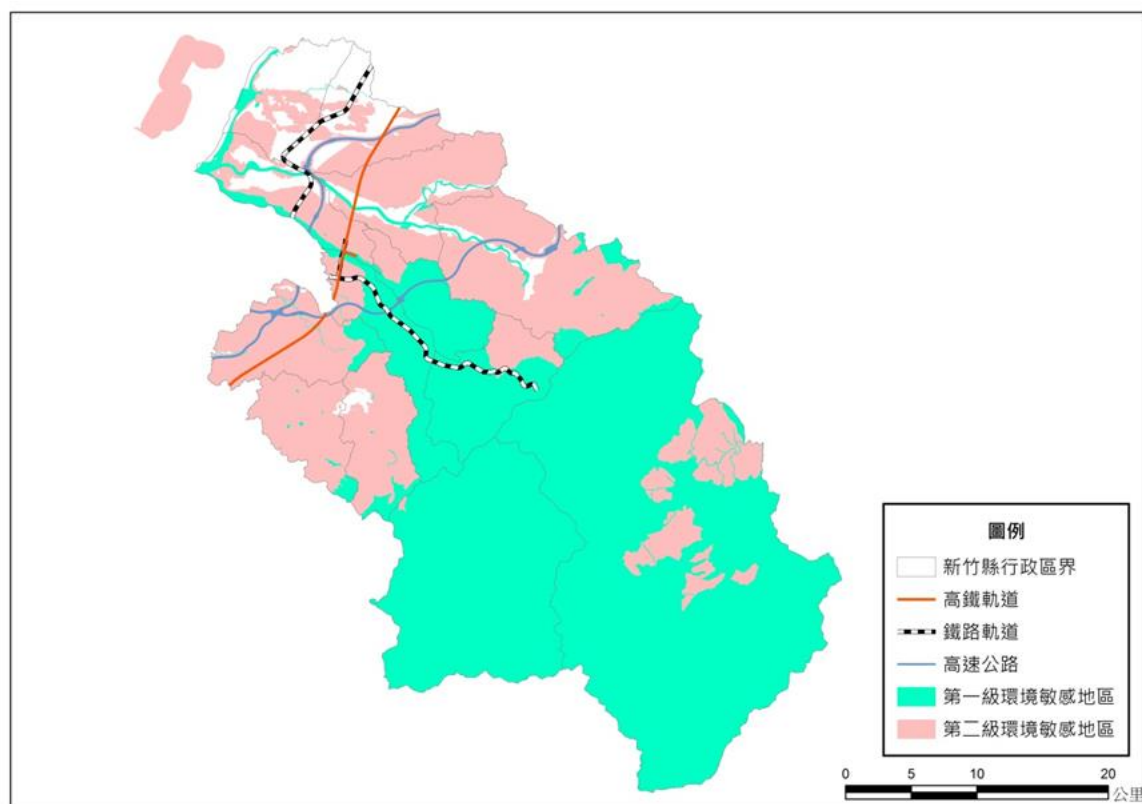 圖例
新竹縣行政區界
高鐵軌道
鐵路軌道
高速公路
第一級環境敏感地區
第二級環境敏感地區
0 5 10 20
公里